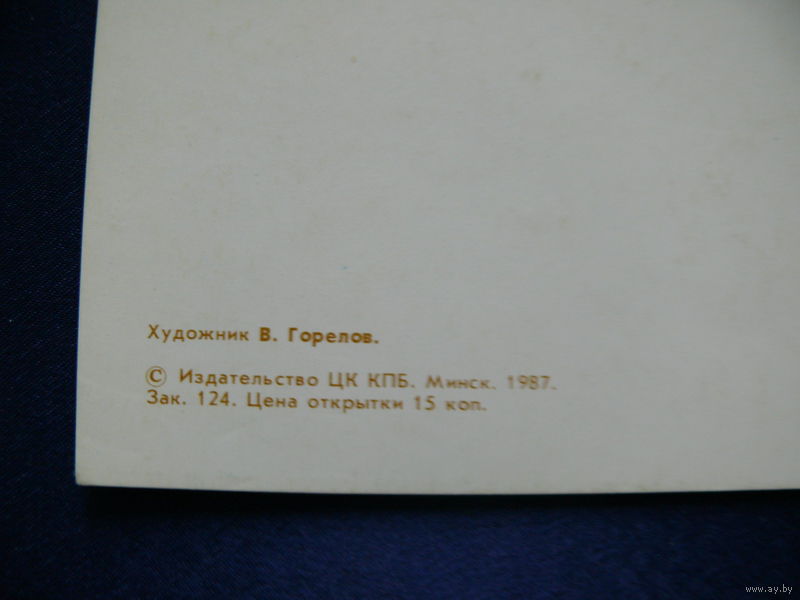 Художник В. Горелов.
© Издательство ЦК КПБ. Минск. 1987.
Зак. 124. Цена открытки 15 коп.
www.ay.by